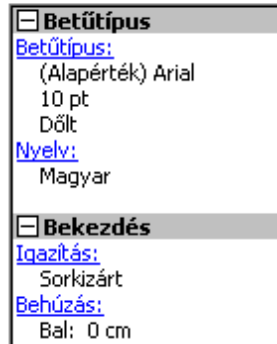 Betűtípus
Betűtípus:
(Alapérték) Arial
10 pt
Dőlt
Nyelv:
Magyar
Bekezdés
Igazítás:
Sorkizárt
Behúzás:
Bal: 0 cm